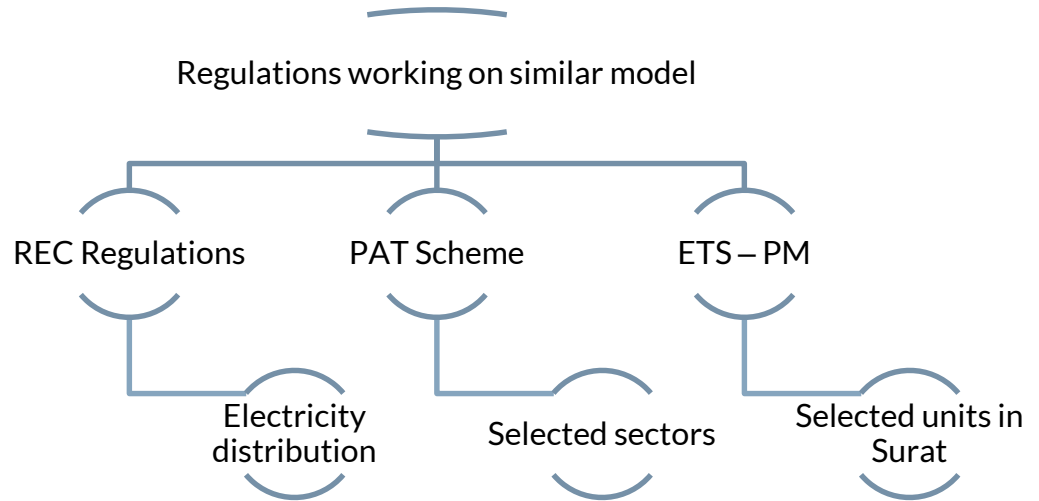 Regulations working on similar model
REC Regulations
PAT Scheme
ETS – PM
Electricity
distribution
Selected sectors
Selected units in
Surat